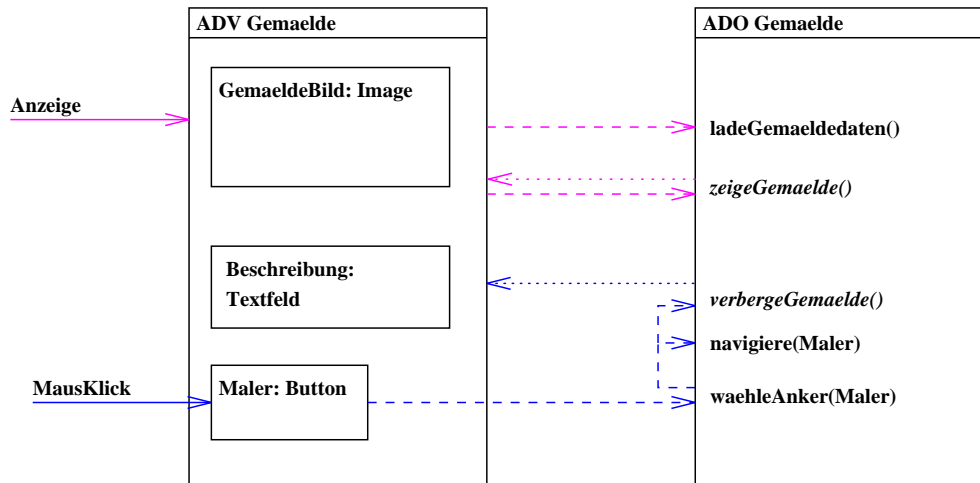 ADV Gemaelde
ADO Gemaelde
GemaeldeBild: Image
Anzeige
ladeGemaeldedaten()
zeigeGemaelde()
Beschreibung:
Textfeld
verbergeGemaelde()
navigiere(Maler)
MausKlick
Maler: Button
waehleAnker(Maler)